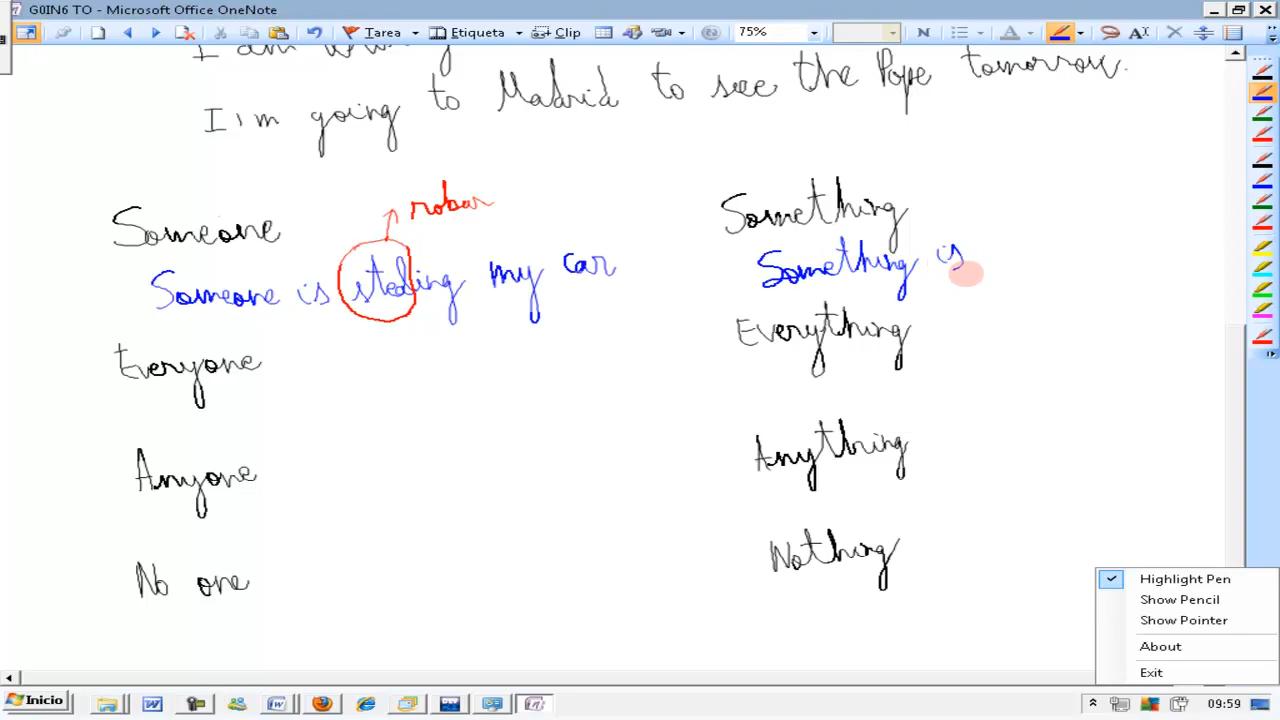 G0IN6 TO - Microsoft Office OneNote
Tarea Etiqueta Clip 75% N A
I am
I'm going to Madrid to see the Pope tomorrow.
robar
Someone
Someone is stealing my car
Everyone
Anyone
No one
Something
Something is
Everything
Anything
Nothing
Highlight Pen
Show Pencil
Show Pointer
About
Exit
Inicio
09:59